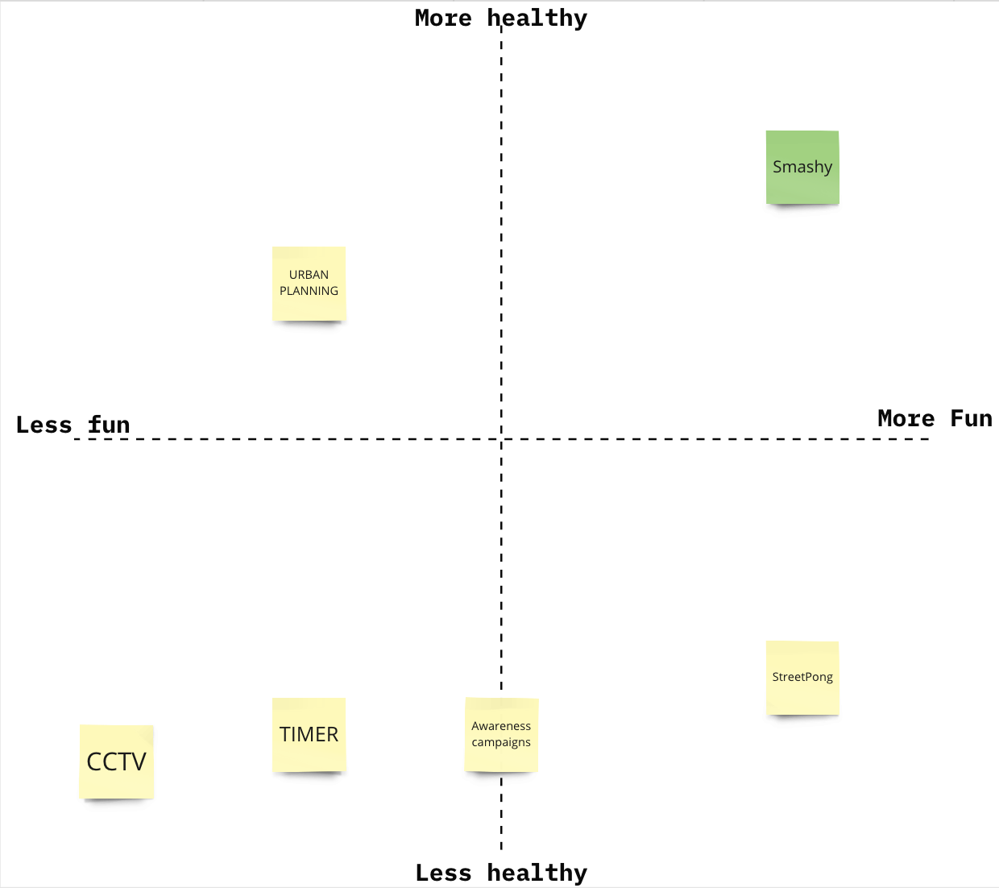 More healthy
Smashy
URBAN
PLANNING
Less fun
More Fun
StreetPong
CCTV
TIMER
Awareness
campaigns
Less healthy